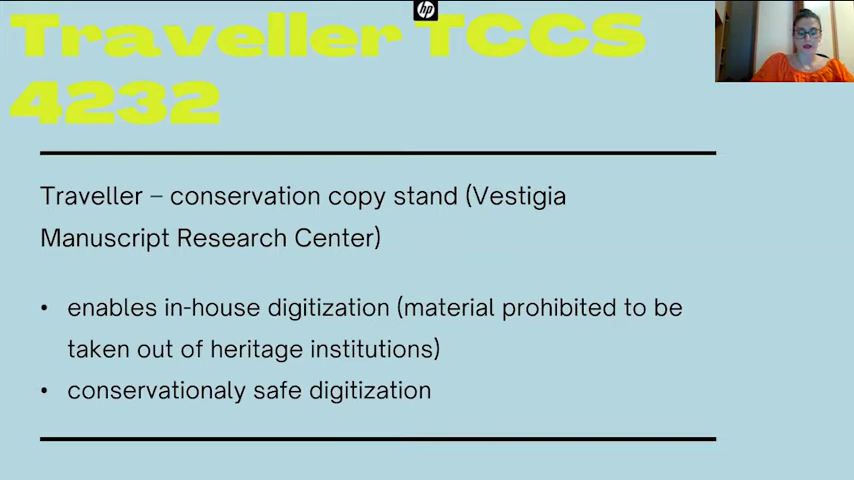 hp
Traveller TCCS
4232
Traveller – conservation copy stand (Vestigia
Manuscript Research Center)
• enables in-house digitization (material prohibited to be
taken out of heritage institutions)
• conservationaly safe digitization